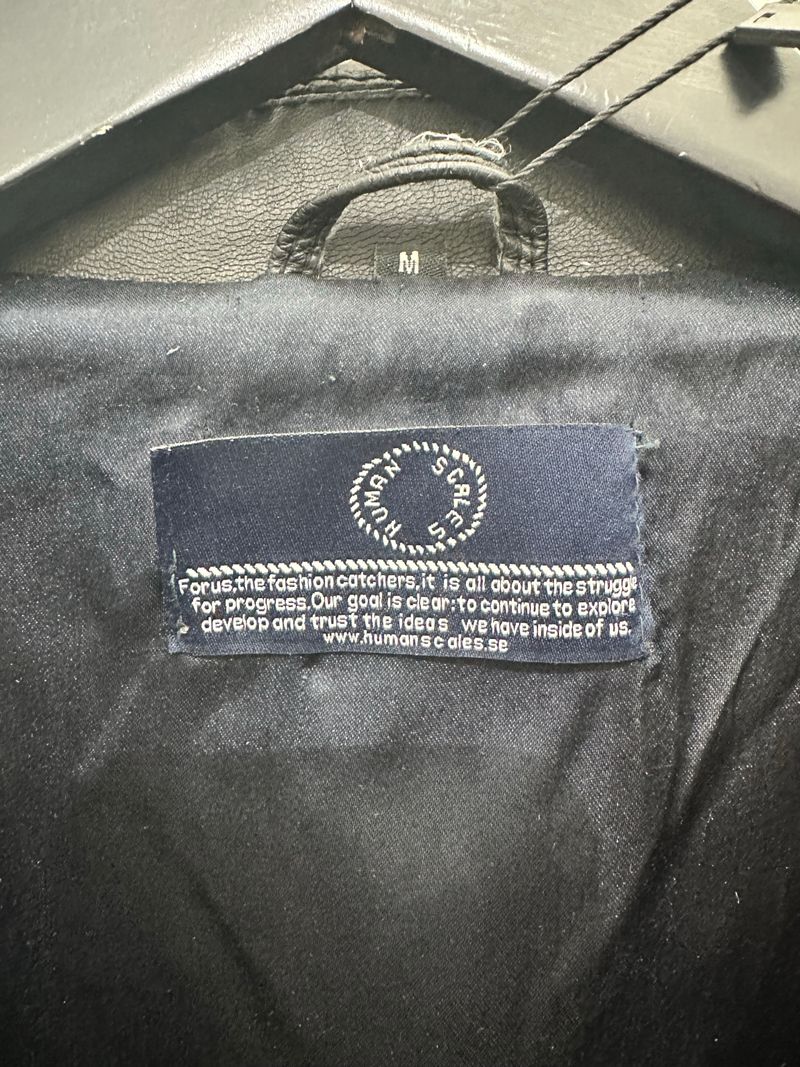 M
HUMAN SCALES
For us, the fashion catchers, it is all about the struggle
for progress. Our goal is clear: to continue to explore
develop and trust the ideas we have inside of us.
www.humanscales.se